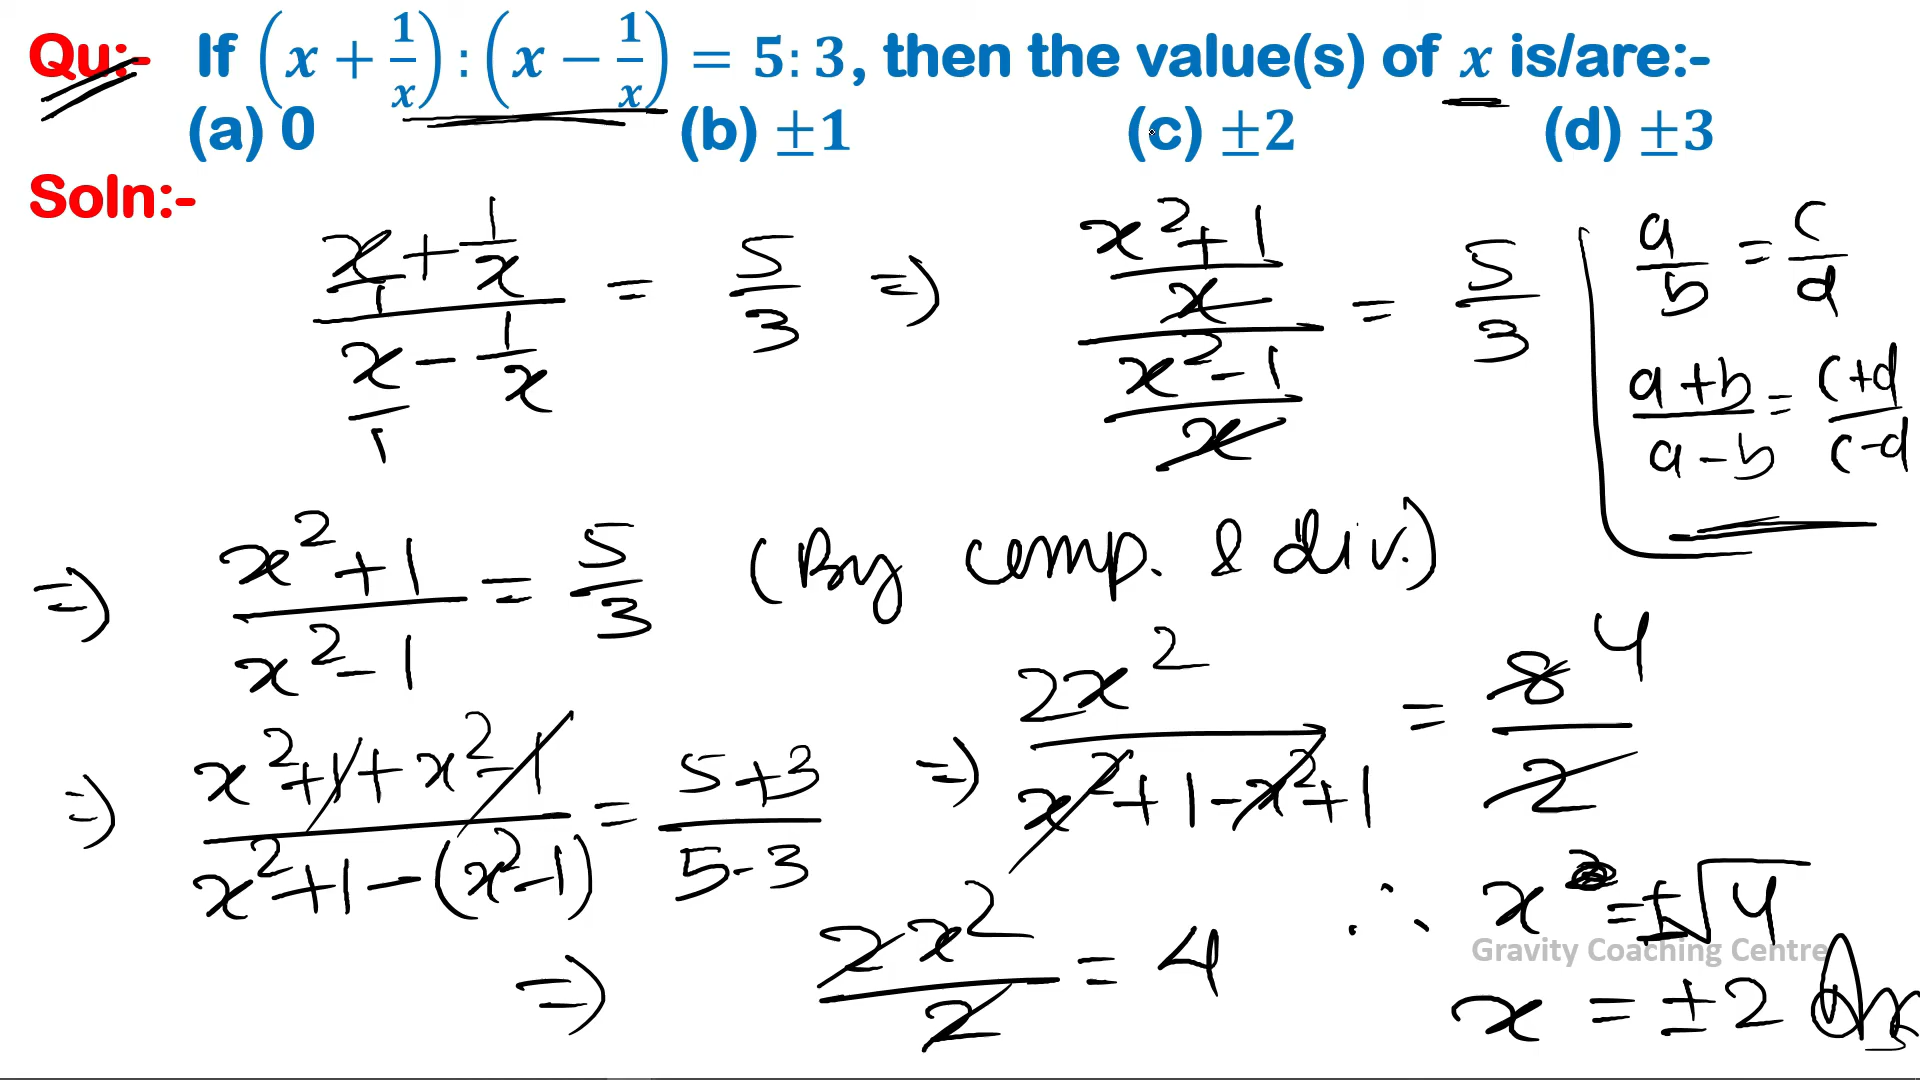 Qu:- If (x + 1/x) : (x − 1/x) = 5:3, then the value(s) of x is/are:-
(a) 0 (b) ±1 (c) ±2 (d) ±3
Soln:-
(x/1 + 1/x)/(x/1 − 1/x) = 5/3 ⇒ ((x²+1)/x)/((x²−1)/x) = 5/3
a/b = c/d
(a+b)/(a−b) = (c+d)/(c−d)
⇒ (x²+1)/(x²−1) = 5/3 (By comp. & div.)
⇒ (x²+1+x²−1)/(x²+1−(x²−1)) = (5+3)/(5-3) ⇒ 2x²/(x²+1−x²+1) = 8/2 4
⇒ 2x²/2 = 4 ∴ x = ±√4
Gravity Coaching Centre
x = ±2 Ans